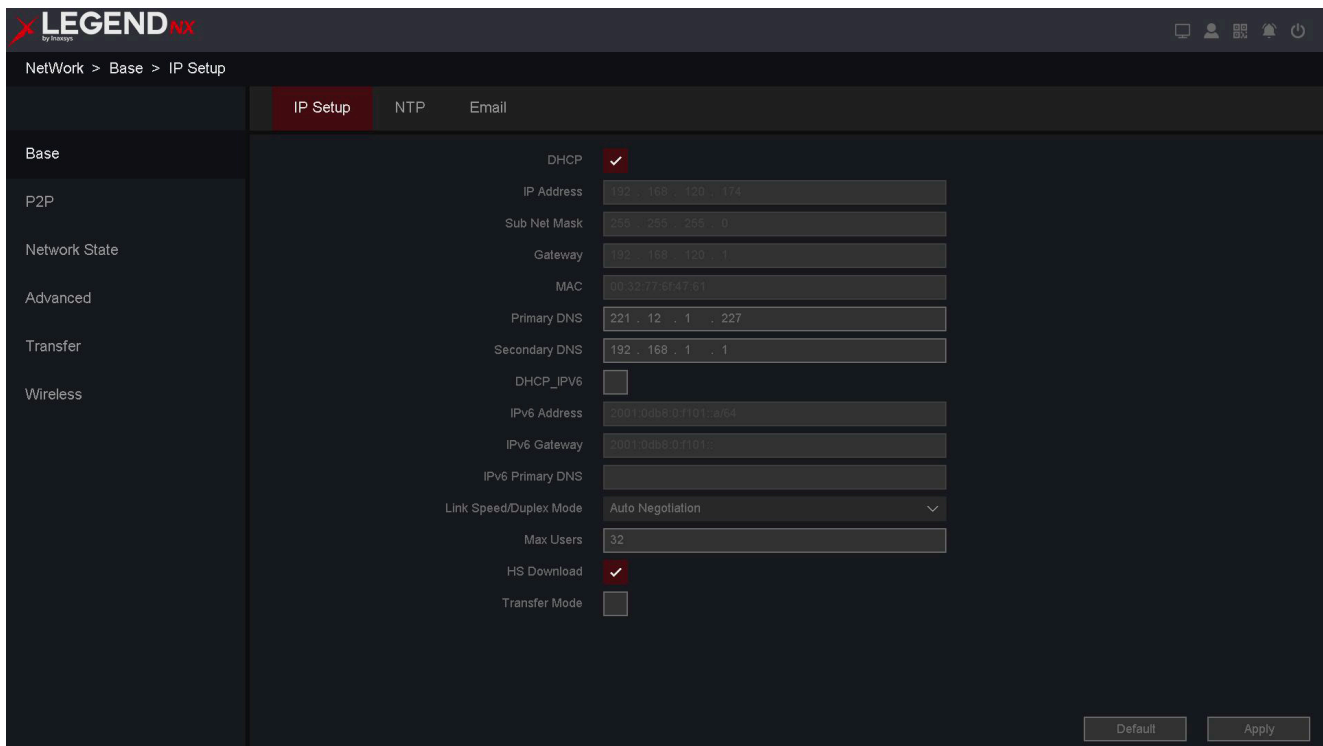 LEGEND NX
by Inaxsys
NetWork > Base > IP Setup
IP Setup NTP Email
Base
P2P
Network State
Advanced
Transfer
Wireless
DHCP
IP Address 192 . 168 . 120 . 174
Sub Net Mask 255 . 255 . 255 . 0
Gateway 192 . 168 . 120 . 1
MAC 00:32:77:6f:47:61
Primary DNS 221 . 12 . 1 . 227
Secondary DNS 192 . 168 . 1 . 1
DHCP_IPV6
IPv6 Address 2001:0db8:0:f101::a/64
IPv6 Gateway 2001:0db8:0:f101::
IPv6 Primary DNS
Link Speed/Duplex Mode Auto Negotiation
Max Users 32
HS Download
Transfer Mode
Default Apply